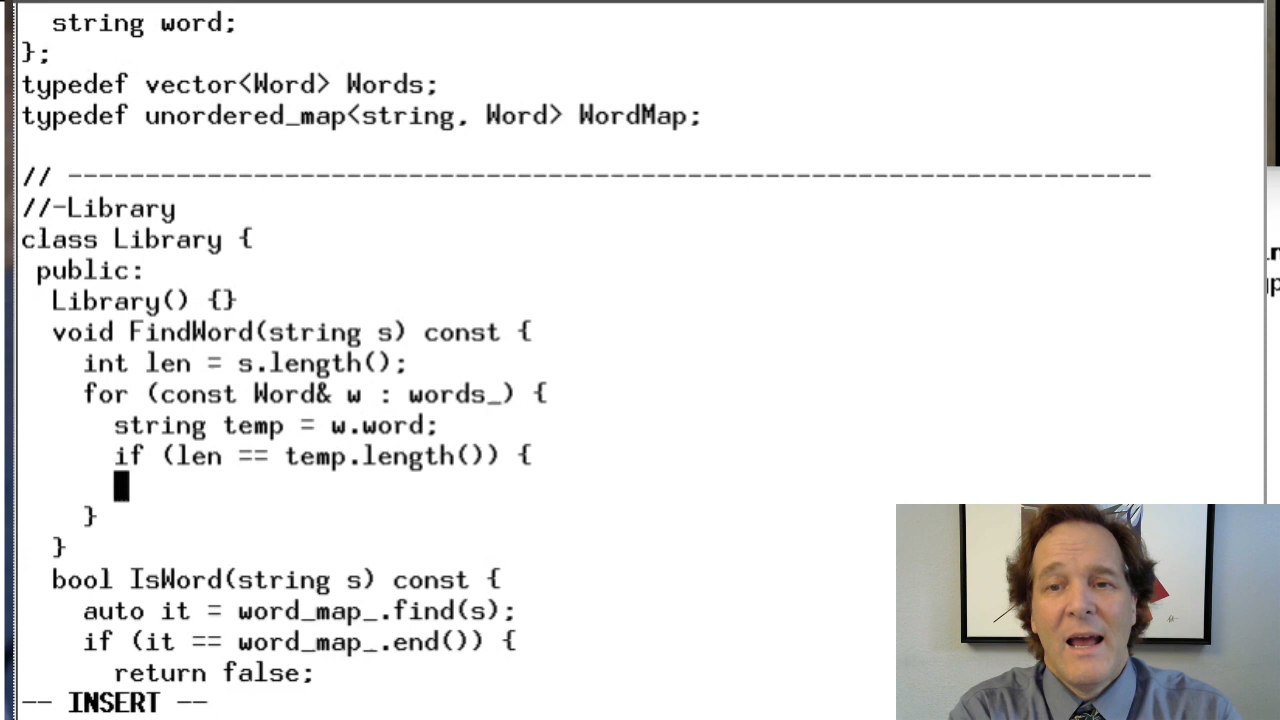 string word;
};
typedef vector<Word> Words;
typedef unordered_map<string, Word> WordMap;
// -----------------------------------------------------------------------
//-Library
class Library {
 public:
  Library() {}
  void FindWord(string s) const {
    int len = s.length();
    for (const Word& w : words_) {
      string temp = w.word;
      if (len == temp.length()) {
    }
  }
  bool IsWord(string s) const {
    auto it = word_map_.find(s);
    if (it == word_map_.end()) {
      return false;
-- INSERT --